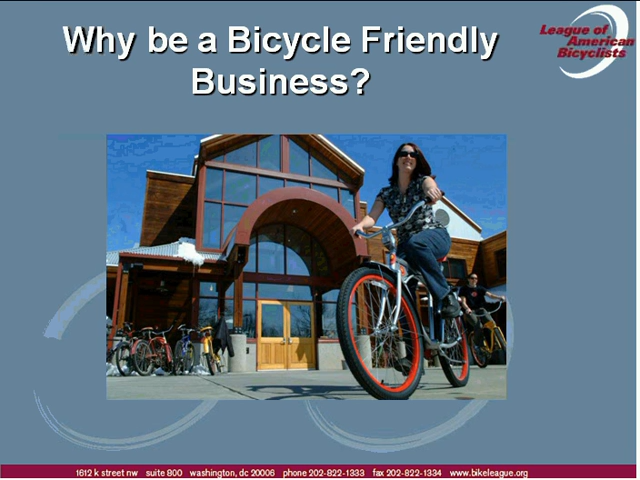 Why be a Bicycle Friendly
Business?
League of
American
Bicyclists
1612 k street nw suite 800 washington, dc 20006 phone 202-822-1333 fax 202-822-1334 www.bikeleague.org